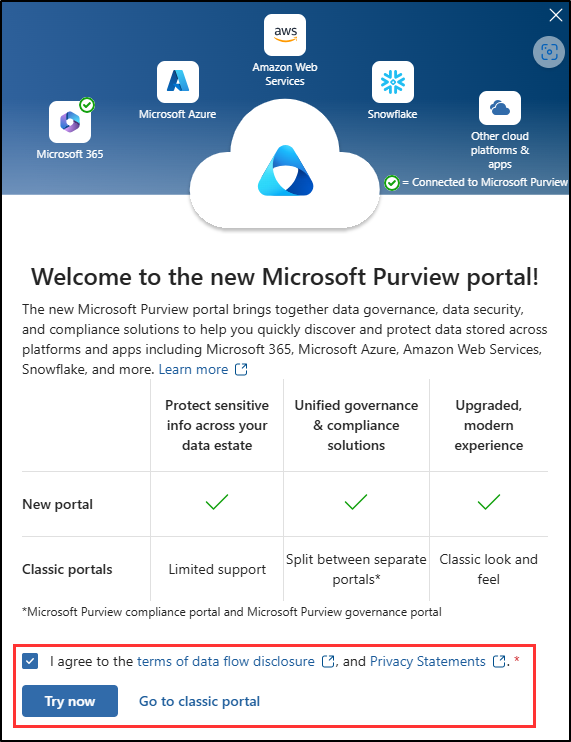 aws
Amazon Web
Services
Microsoft Azure
Snowflake
Microsoft 365
Other cloud
platforms &
apps
= Connected to Microsoft Purview
Welcome to the new Microsoft Purview portal!
The new Microsoft Purview portal brings together data governance, data security,
and compliance solutions to help you quickly discover and protect data stored across
platforms and apps including Microsoft 365, Microsoft Azure, Amazon Web Services,
Snowflake, and more. Learn more
Protect sensitive
info across your
data estate
Unified governance
& compliance
solutions
Upgraded,
modern
experience
New portal
Classic portals
Limited support
Split between separate
portals*
Classic look and
feel
*Microsoft Purview compliance portal and Microsoft Purview governance portal
I agree to the terms of data flow disclosure , and Privacy Statements . *
Try now Go to classic portal